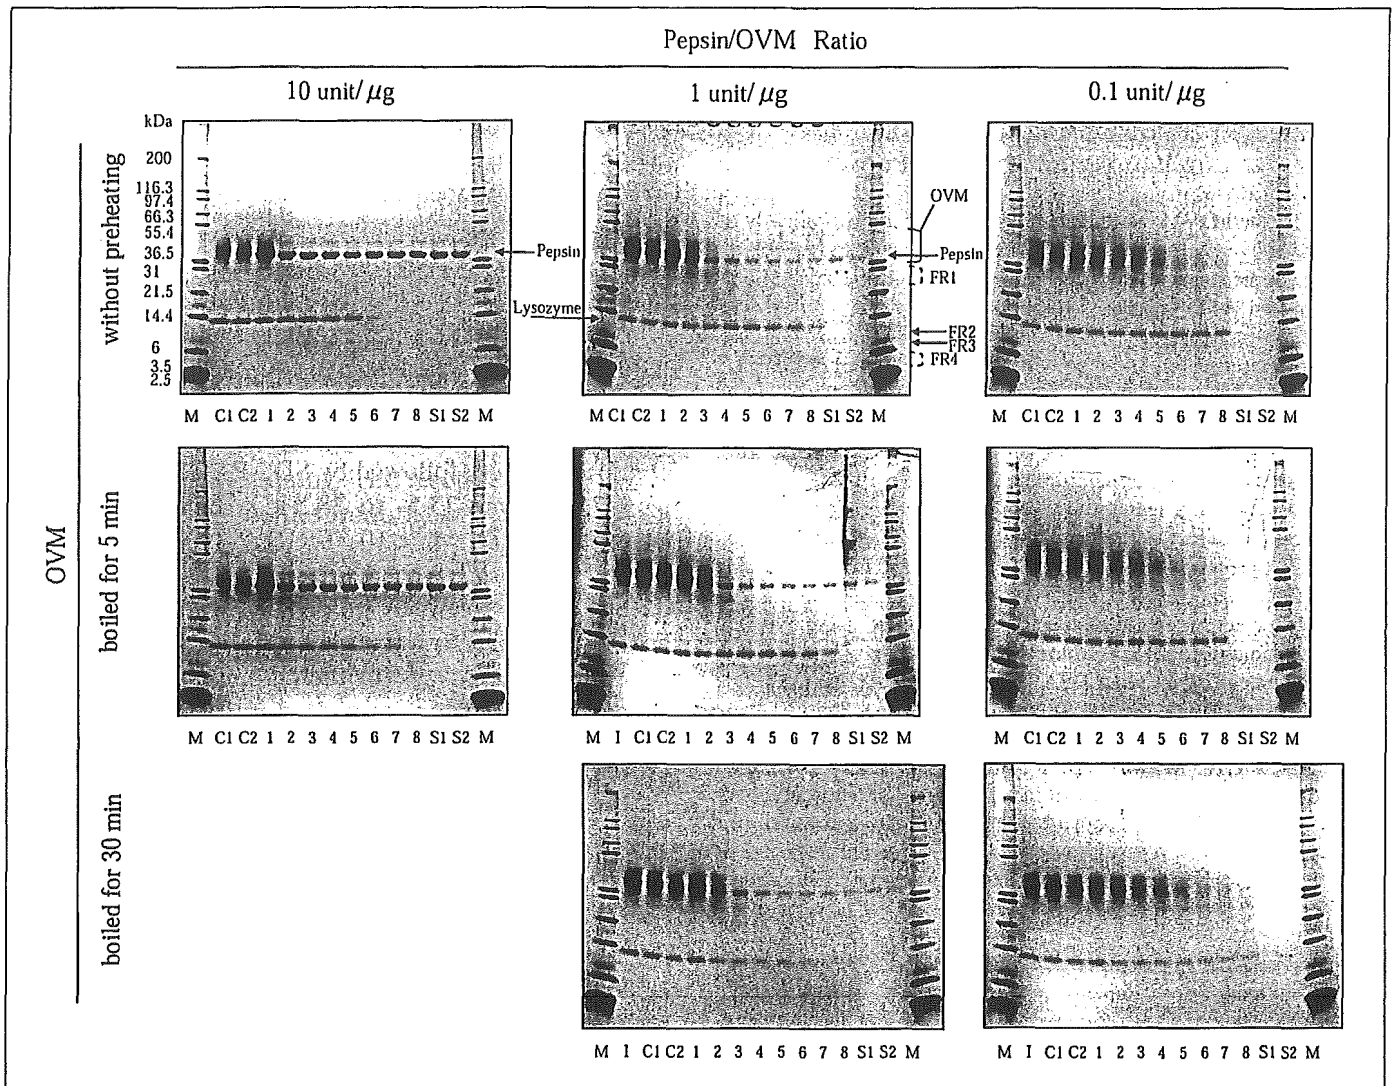 Pepsin/OVM Ratio
10 unit/μg
1 unit/μg
0.1 unit/μg
OVM
without preheating
kDa
200
116.3
97.4
66.3
55.4
36.5
31
21.5
14.4
6
3.5
2.5
Pepsin
Lysozyme
OVM
Pepsin
FR1
FR2
FR3
FR4
M C1 C2 1 2 3 4 5 6 7 8 S1 S2 M
M C1 C2 1 2 3 4 5 6 7 8 S1 S2 M
M C1 C2 1 2 3 4 5 6 7 8 S1 S2 M
boiled for 5 min
M C1 C2 1 2 3 4 5 6 7 8 S1 S2 M
M I C1 C2 1 2 3 4 5 6 7 8 S1 S2 M
M C1 C2 1 2 3 4 5 6 7 8 S1 S2 M
boiled for 30 min
M I C1 C2 1 2 3 4 5 6 7 8 S1 S2 M
M I C1 C2 1 2 3 4 5 6 7 8 S1 S2 M